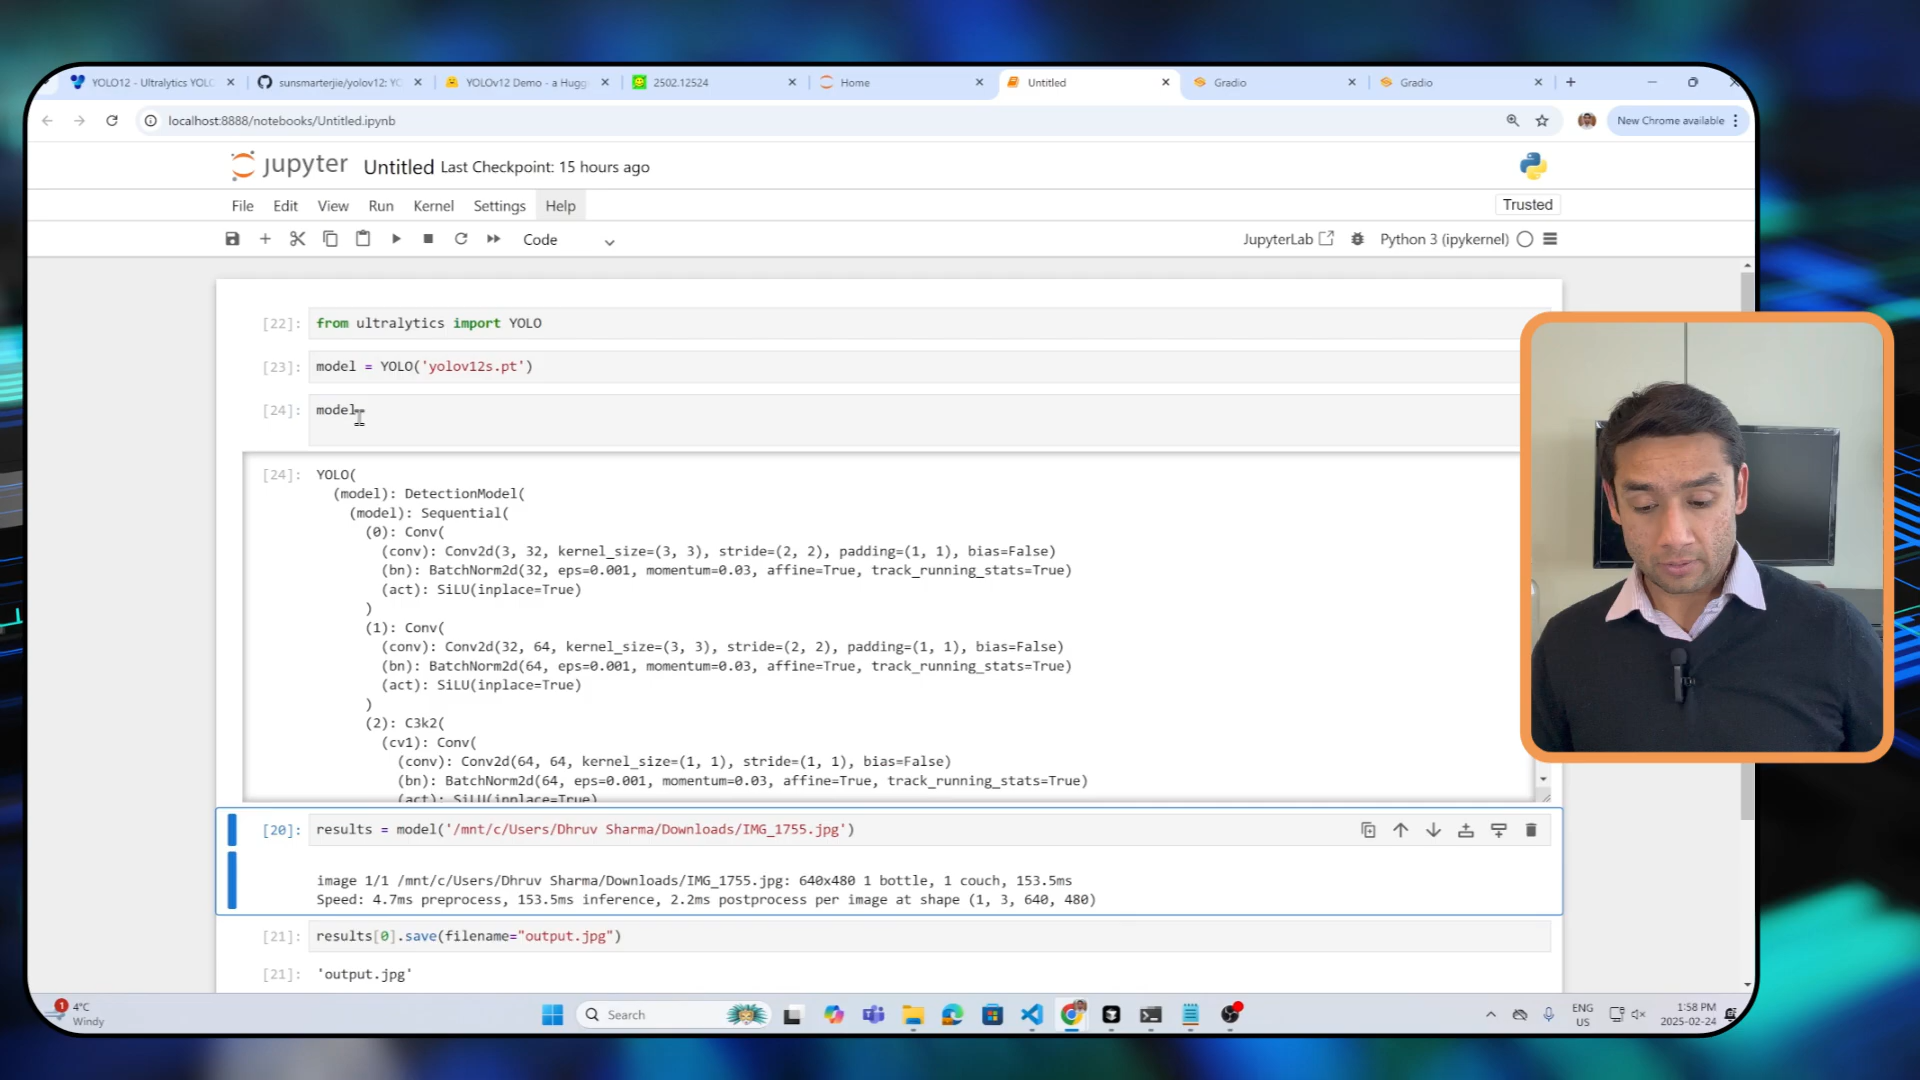 YOLO12 - Ultralytics YOLO
sunsmarterjie/yolov12: YO
YOLOv12 Demo - a Hugg
2502.12524
Home
Untitled
Gradio
Gradio
localhost:8888/notebooks/Untitled.ipynb
New Chrome available
jupyter Untitled Last Checkpoint: 15 hours ago
File Edit View Run Kernel Settings Help
Trusted
Code
JupyterLab
Python 3 (ipykernel)
[22]: from ultralytics import YOLO
[23]: model = YOLO('yolov12s.pt')
[24]: model
[24]: YOLO(
(model): DetectionModel(
(model): Sequential(
(0): Conv(
(conv): Conv2d(3, 32, kernel_size=(3, 3), stride=(2, 2), padding=(1, 1), bias=False)
(bn): BatchNorm2d(32, eps=0.001, momentum=0.03, affine=True, track_running_stats=True)
(act): SiLU(inplace=True)
)
(1): Conv(
(conv): Conv2d(32, 64, kernel_size=(3, 3), stride=(2, 2), padding=(1, 1), bias=False)
(bn): BatchNorm2d(64, eps=0.001, momentum=0.03, affine=True, track_running_stats=True)
(act): SiLU(inplace=True)
)
(2): C3k2(
(cv1): Conv(
(conv): Conv2d(64, 64, kernel_size=(1, 1), stride=(1, 1), bias=False)
(bn): BatchNorm2d(64, eps=0.001, momentum=0.03, affine=True, track_running_stats=True)
(act): SiLU(inplace=True)
[20]: results = model('/mnt/c/Users/Dhruv Sharma/Downloads/IMG_1755.jpg')
image 1/1 /mnt/c/Users/Dhruv Sharma/Downloads/IMG_1755.jpg: 640x480 1 bottle, 1 couch, 153.5ms
Speed: 4.7ms preprocess, 153.5ms inference, 2.2ms postprocess per image at shape (1, 3, 640, 480)
[21]: results[0].save(filename="output.jpg")
[21]: 'output.jpg'
1
4°C
Windy
Search
ENG
US
1:58 PM
2025-02-24